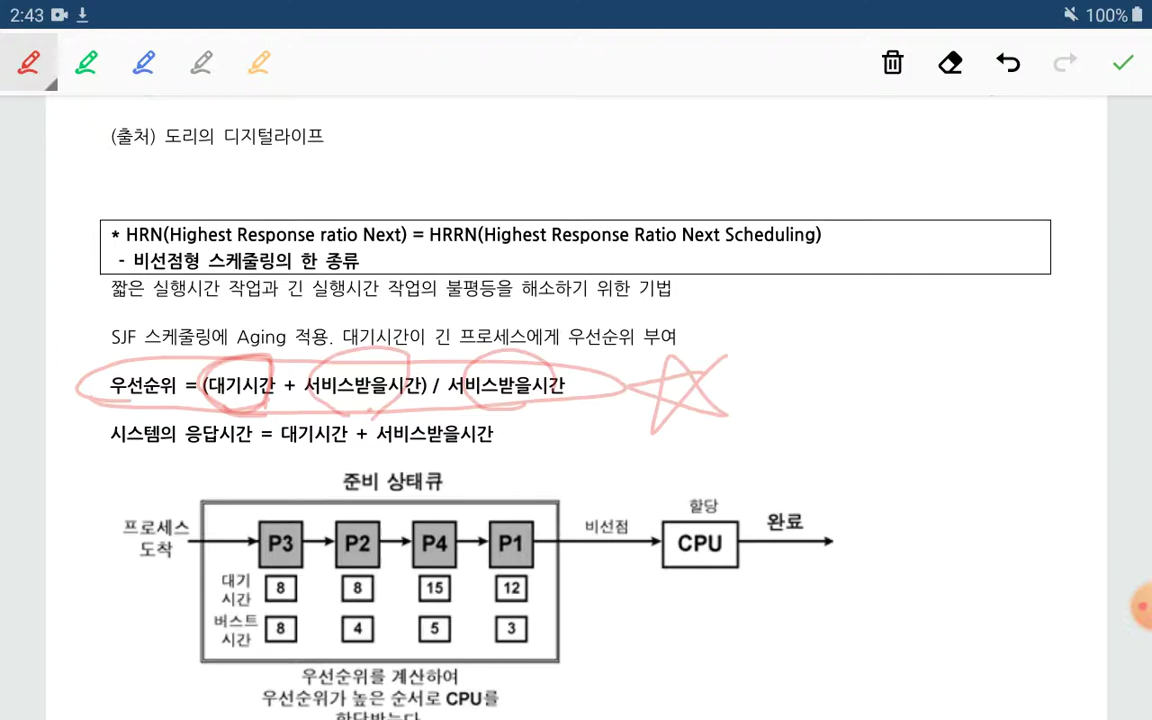 2:43
100%
(출처) 도리의 디지털라이프
* HRN(Highest Response ratio Next) = HRRN(Highest Response Ratio Next Scheduling)
- 비선점형 스케줄링의 한 종류
짧은 실행시간 작업과 긴 실행시간 작업의 불평등을 해소하기 위한 기법
SJF 스케줄링에 Aging 적용. 대기시간이 긴 프로세스에게 우선순위 부여
우선순위 = (대기시간 + 서비스받을시간) / 서비스받을시간
시스템의 응답시간 = 대기시간 + 서비스받을시간
준비 상태큐
프로세스
도착
P3 P2 P4 P1
비선점
할당
CPU
완료
대기
시간
8 8 15 12
버스트
시간
8 4 5 3
우선순위를 계산하여
우선순위가 높은 순서로 CPU를
할당받는다